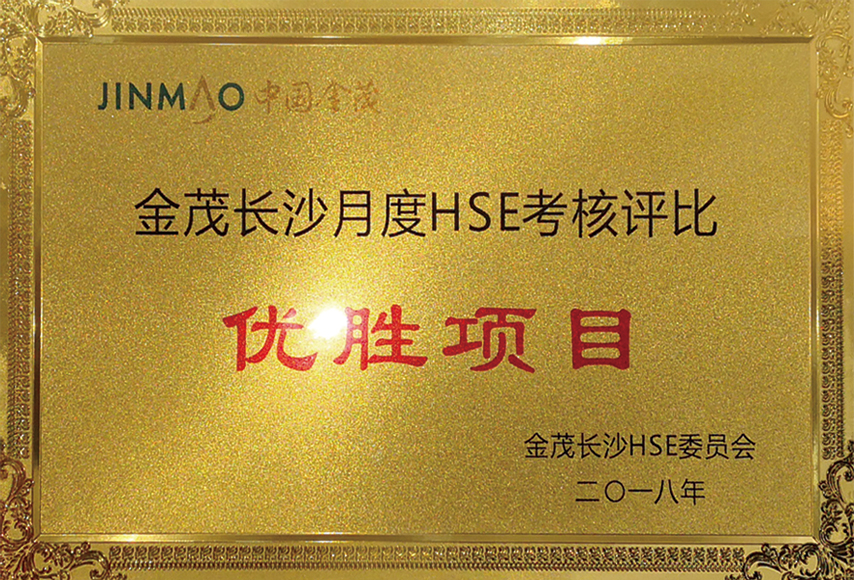 JINMAO 中国金茂
金茂长沙月度HSE考核评比
优胜项目
金茂长沙HSE委员会
二〇一八年